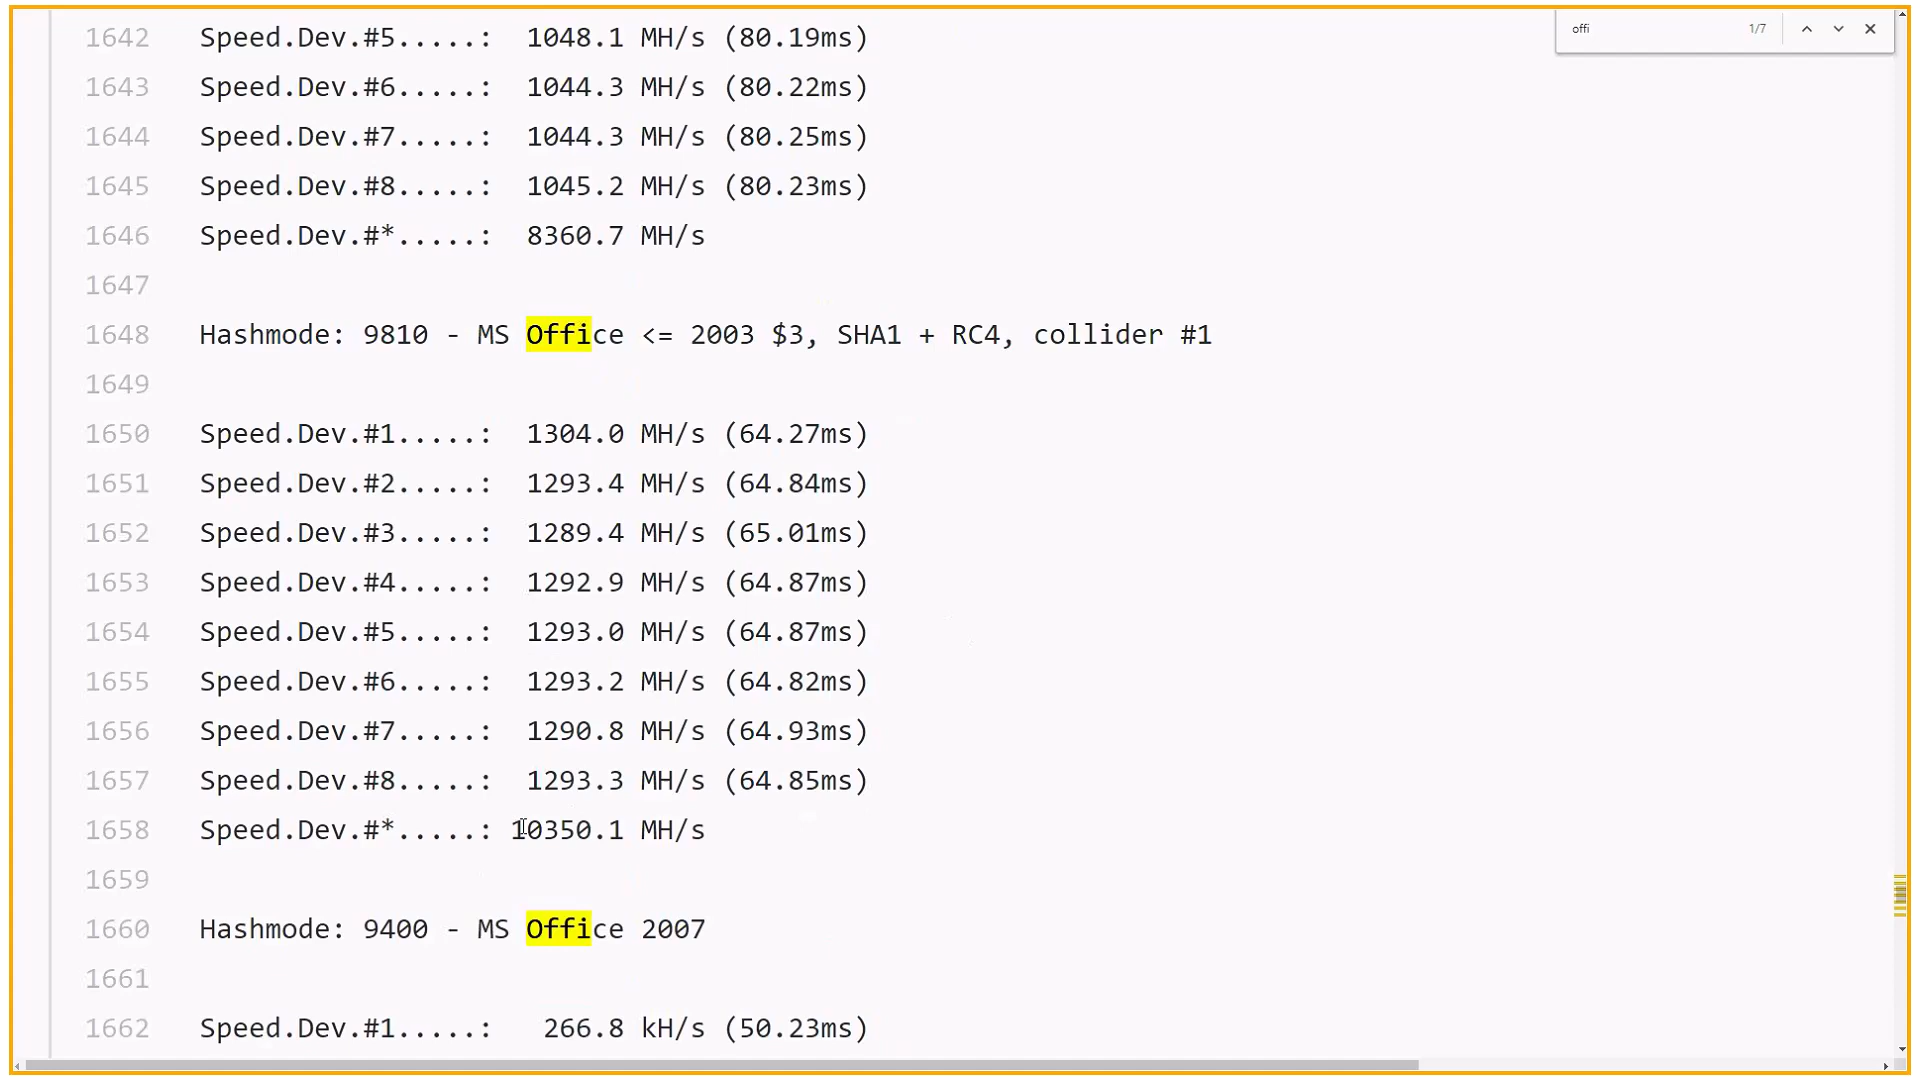 offi 1/7
1642 Speed.Dev.#5.....: 1048.1 MH/s (80.19ms)
1643 Speed.Dev.#6.....: 1044.3 MH/s (80.22ms)
1644 Speed.Dev.#7.....: 1044.3 MH/s (80.25ms)
1645 Speed.Dev.#8.....: 1045.2 MH/s (80.23ms)
1646 Speed.Dev.#*.....: 8360.7 MH/s
1647
1648 Hashmode: 9810 - MS Office <= 2003 $3, SHA1 + RC4, collider #1
1649
1650 Speed.Dev.#1.....: 1304.0 MH/s (64.27ms)
1651 Speed.Dev.#2.....: 1293.4 MH/s (64.84ms)
1652 Speed.Dev.#3.....: 1289.4 MH/s (65.01ms)
1653 Speed.Dev.#4.....: 1292.9 MH/s (64.87ms)
1654 Speed.Dev.#5.....: 1293.0 MH/s (64.87ms)
1655 Speed.Dev.#6.....: 1293.2 MH/s (64.82ms)
1656 Speed.Dev.#7.....: 1290.8 MH/s (64.93ms)
1657 Speed.Dev.#8.....: 1293.3 MH/s (64.85ms)
1658 Speed.Dev.#*.....: 10350.1 MH/s
1659
1660 Hashmode: 9400 - MS Office 2007
1661
1662 Speed.Dev.#1.....: 266.8 kH/s (50.23ms)